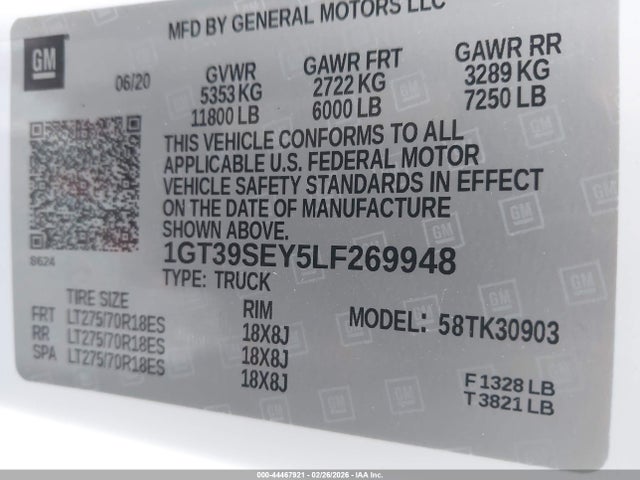 MFD BY GENERAL MOTORS LLC
GM
06/20
GVWR GAWR FRT GAWR RR
5353 KG 2722 KG 3289 KG
11800 LB 6000 LB 7250 LB
THIS VEHICLE CONFORMS TO ALL
APPLICABLE U.S. FEDERAL MOTOR
VEHICLE SAFETY STANDARDS IN EFFECT
ON THE DATE OF MANUFACTURE
SHOWN ABOVE.
S624
1GT39SEY5LF269948
TYPE: TRUCK
TIRE SIZE RIM MODEL: 58TK30903
FRT LT275/70R18ES 18X8J
RR LT275/70R18ES 18X8J
SPA LT275/70R18ES 18X8J
F 1328 LB
T 3821 LB
000-44467921 - 02/26/2026 - IAA Inc.